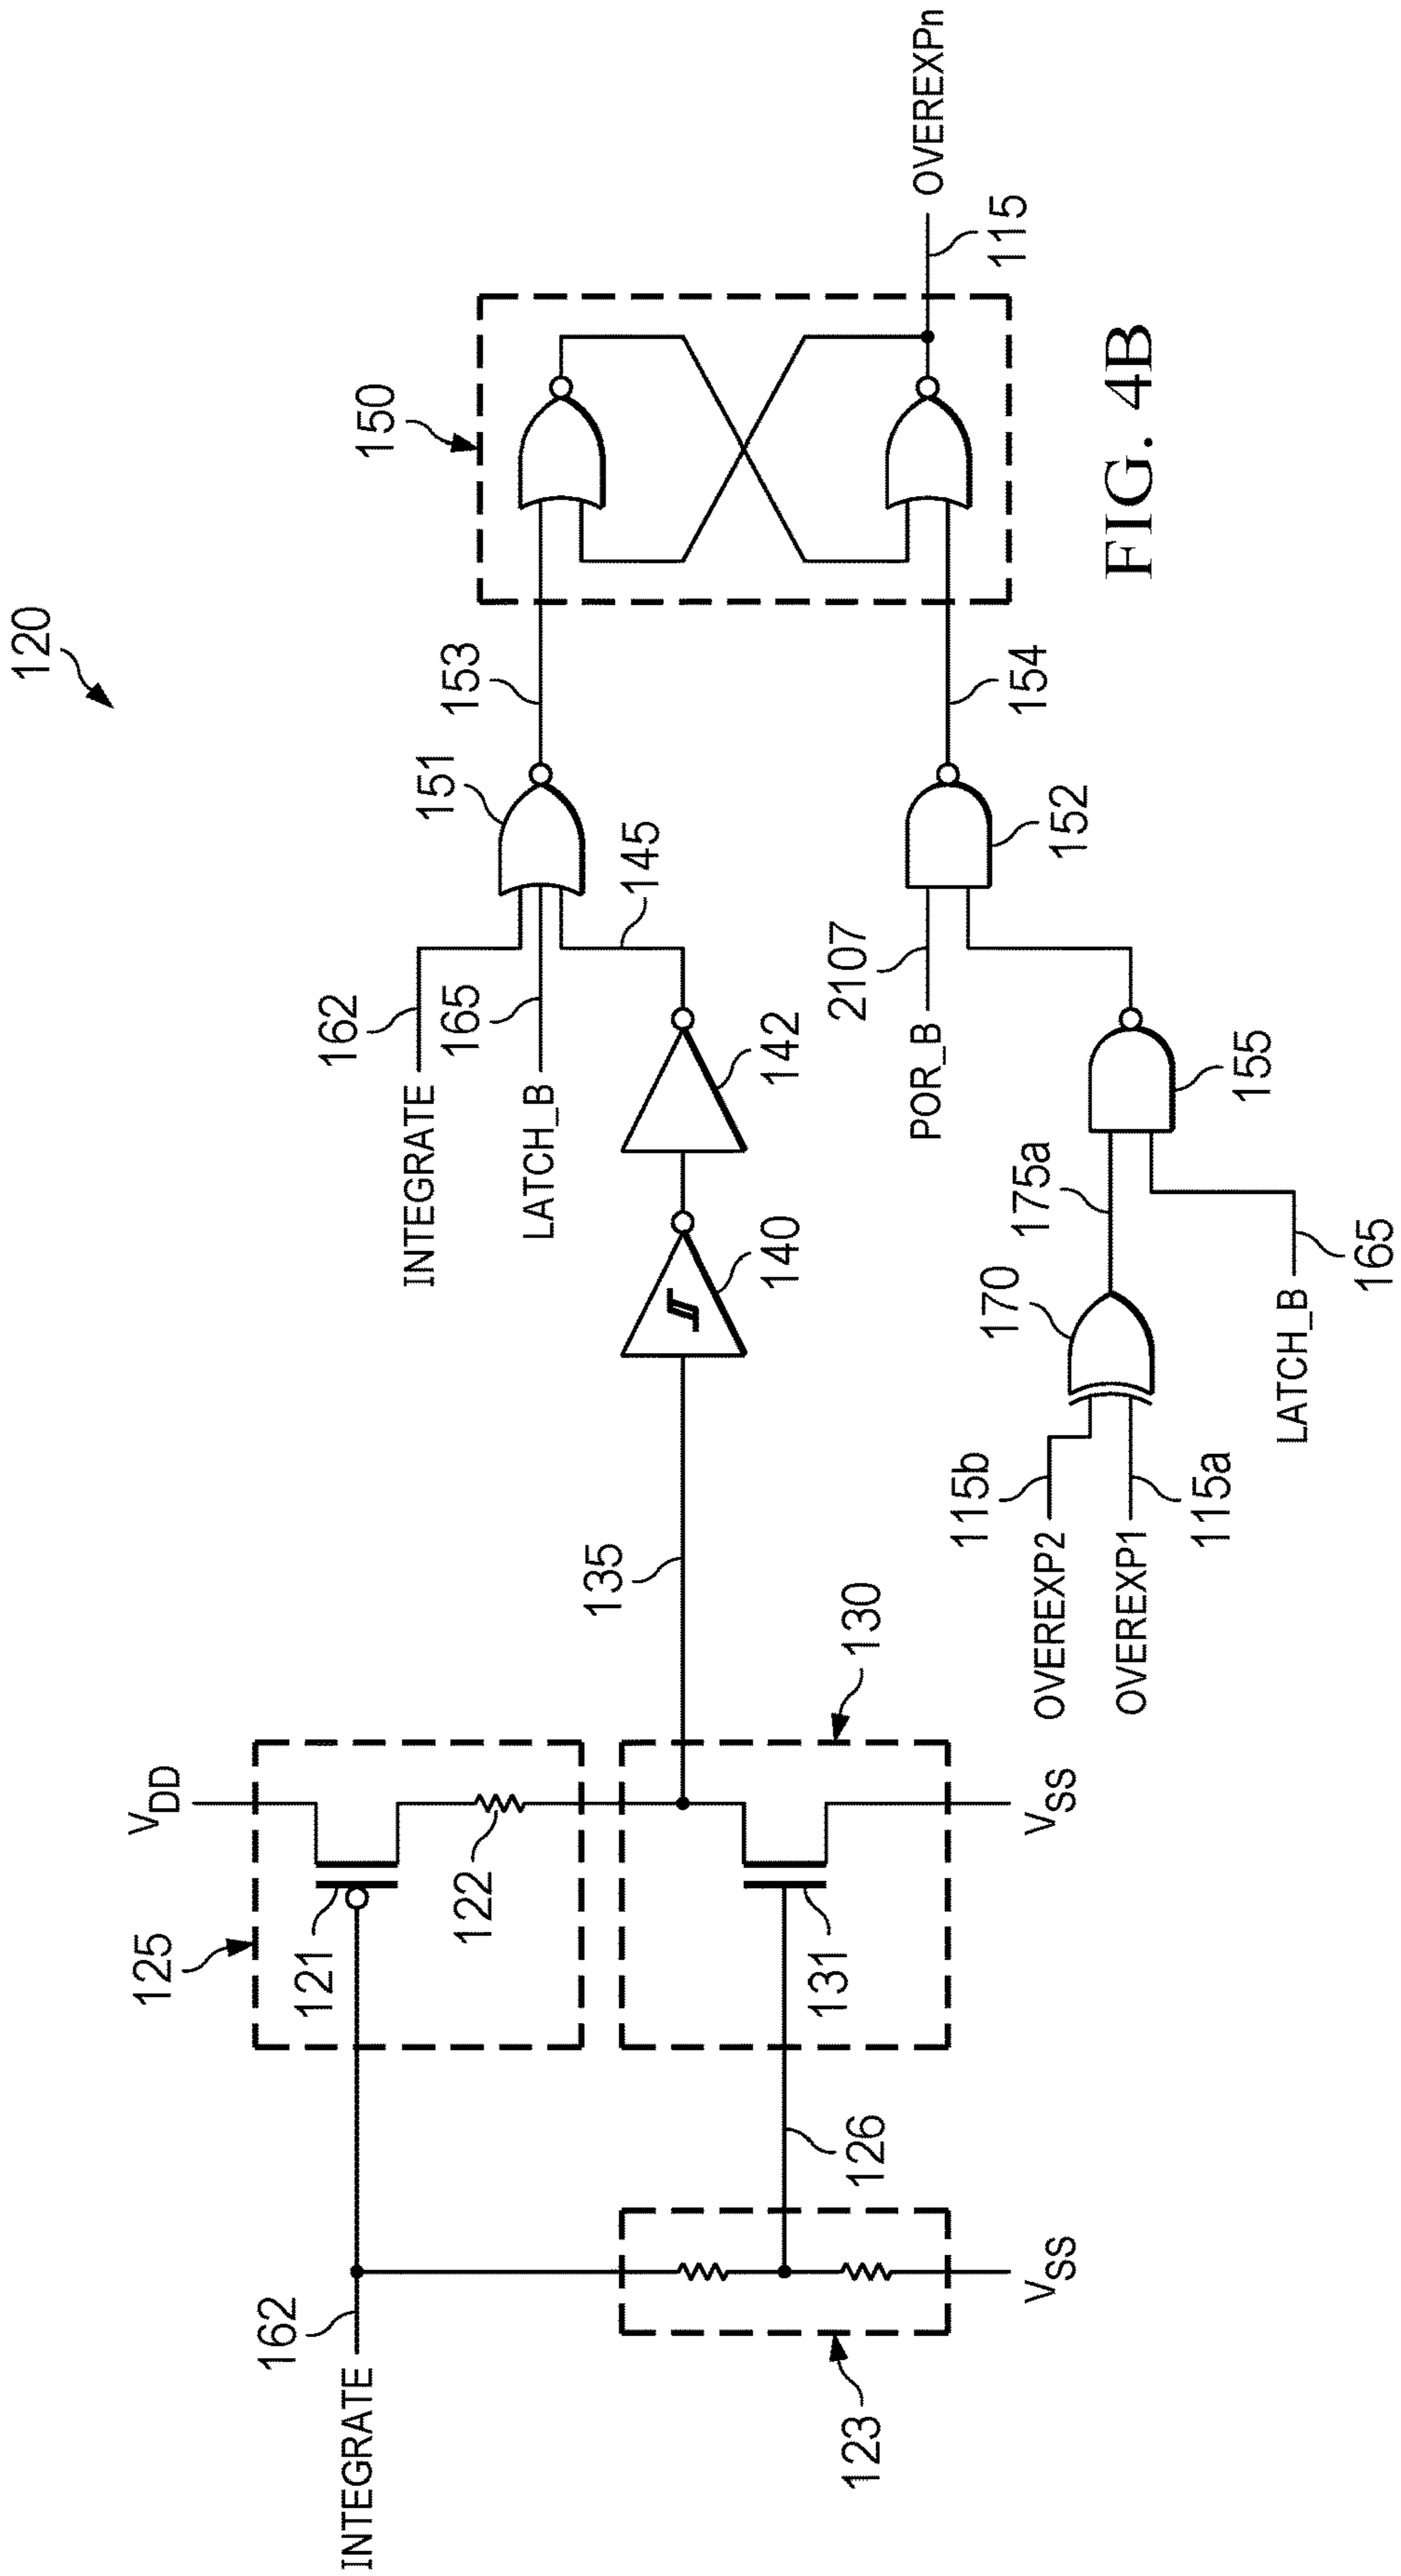 120
INTEGRATE
162
123
VSS
126
125
VDD
121
122
131
130
VSS
135
140
142
145
INTEGRATE
162
LATCH_B
165
151
153
OVEREXP2
115b
OVEREXP1
115a
170
175a
LATCH_B
165
155
POR_B
2107
152
154
150
115
OVEREXPn
FIG. 4B